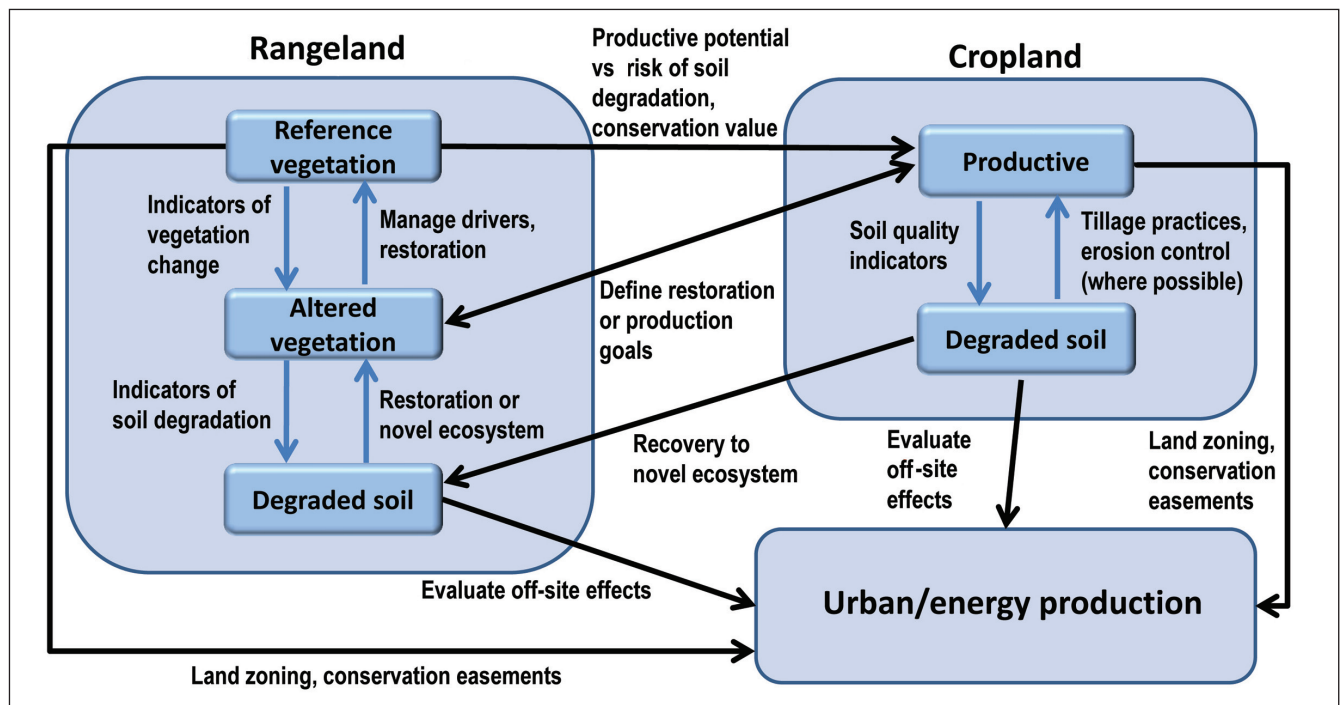 Rangeland
Productive potential
vs risk of soil
degradation,
conservation value
Cropland
Reference
vegetation
Productive
Indicators of
vegetation
change
Manage drivers,
restoration
Soil quality
indicators
Tillage practices,
erosion control
(where possible)
Altered
vegetation
Define restoration
or production
goals
Degraded soil
Indicators of
soil degradation
Restoration or
novel ecosystem
Recovery to
novel ecosystem
Evaluate
off-site
effects
Land zoning,
conservation
easements
Degraded soil
Evaluate off-site effects
Urban/energy production
Land zoning, conservation easements